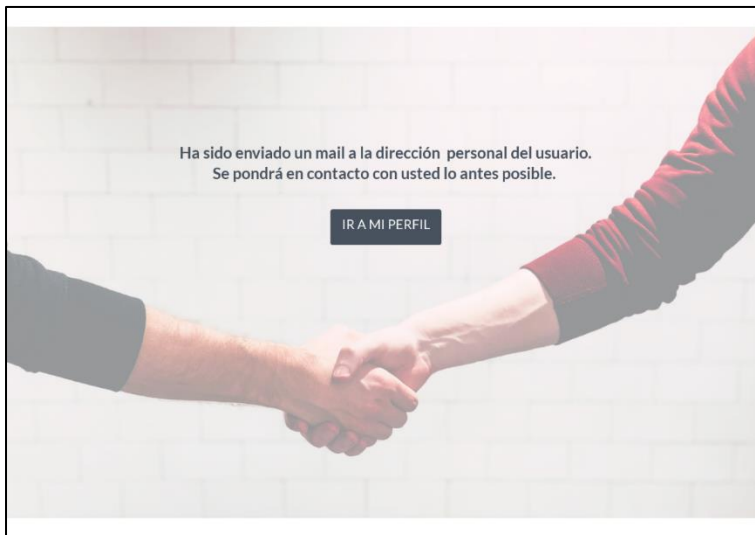 Ha sido enviado un mail a la dirección personal del usuario.
Se pondrá en contacto con usted lo antes posible.
IR A MI PERFIL